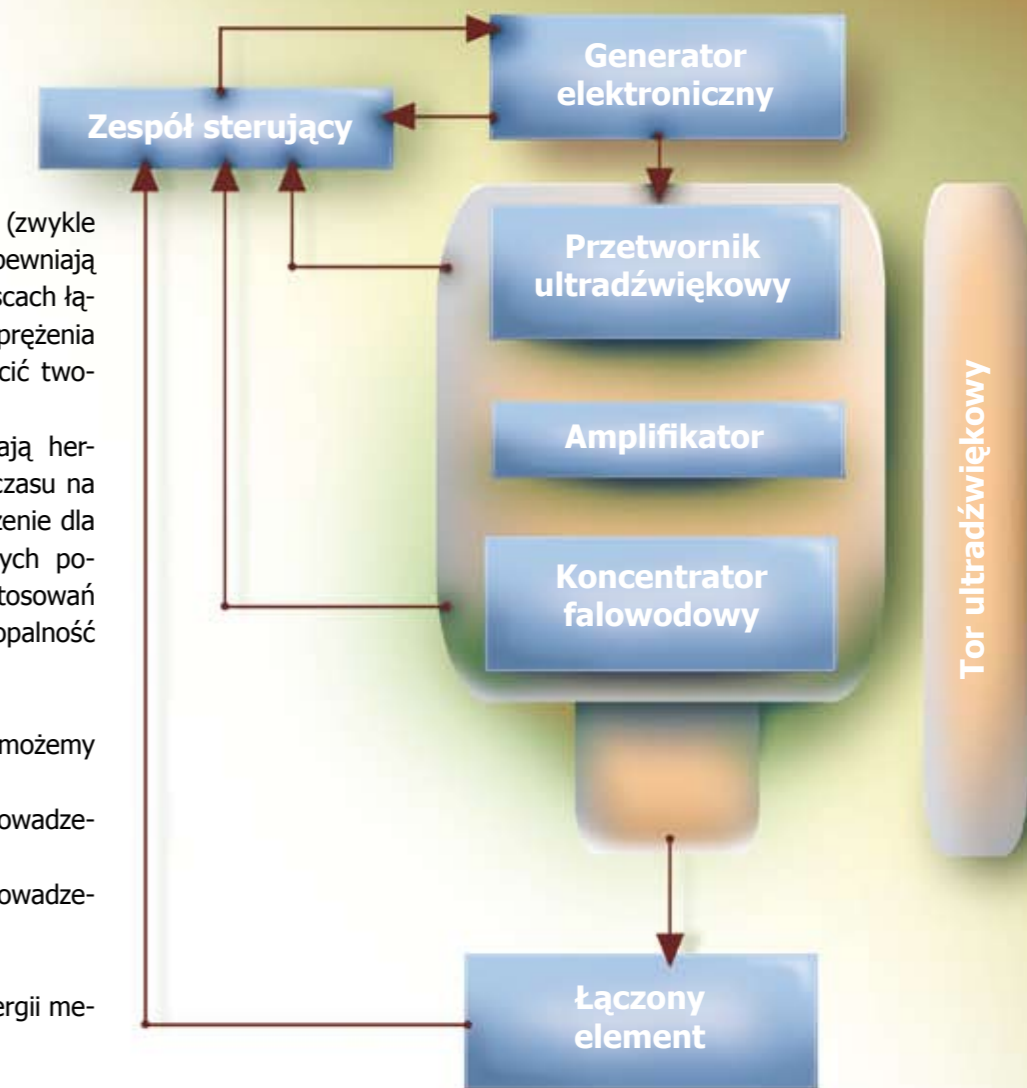 Generator
elektroniczny
Zespół sterujący
Przetwornik
ultradźwiękowy
Amplifikator
Koncentrator
falowodowy
Tor ultradźwiękowy
Łączony
element
(zwykle
pewniają
scach łą-
prężenia
cić two-
ają her-
czasu na
zenie dla
ych po-
tosowań
opalność
możemy
owadze-
owadze-
ergii me-